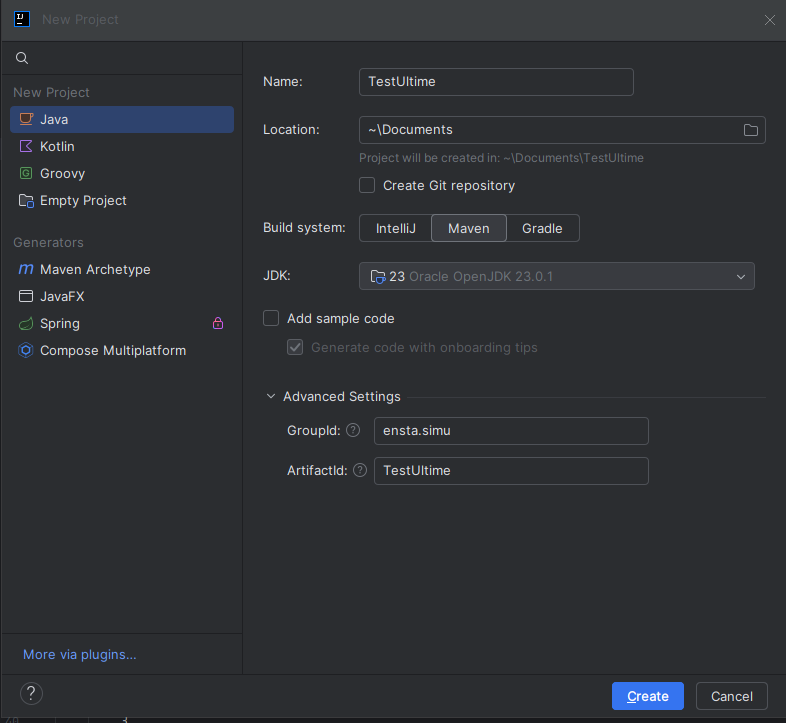 New Project
New Project
Java
Kotlin
Groovy
Empty Project
Generators
Maven Archetype
JavaFX
Spring
Compose Multiplatform
More via plugins...
Name: TestUltime
Location: ~\Documents
Project will be created in: ~\Documents\TestUltime
Create Git repository
Build system: IntelliJ Maven Gradle
JDK: 23 Oracle OpenJDK 23.0.1
Add sample code
Generate code with onboarding tips
Advanced Settings
GroupId: ? ensta.simu
ArtifactId: ? TestUltime
? Create Cancel